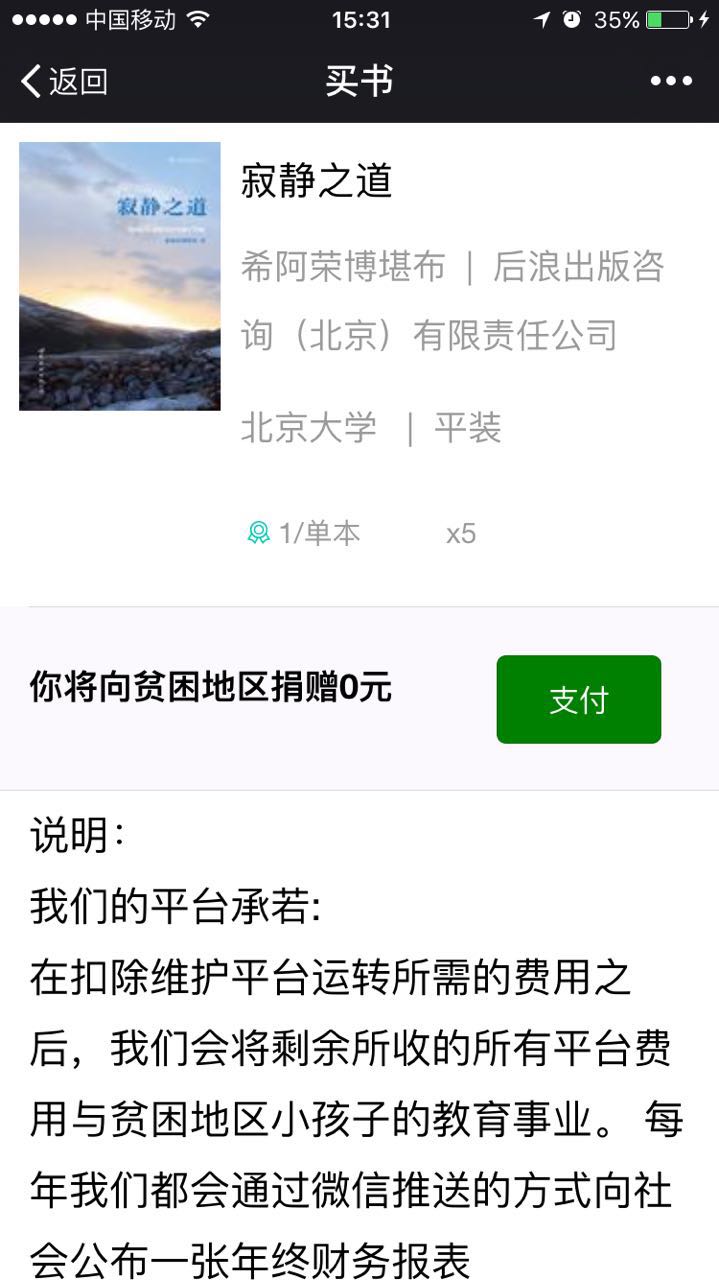 中国移动
15:31
35%
返回
买书
寂静之道
寂静之道
希阿荣博堪布 | 后浪出版咨
询（北京）有限责任公司
北京大学 | 平装
1/单本 x5
你将向贫困地区捐赠0元
支付
说明：
我们的平台承若:
在扣除维护平台运转所需的费用之
后，我们会将剩余所收的所有平台费
用与贫困地区小孩子的教育事业。 每
年我们都会通过微信推送的方式向社
会公布一张年终财务报表